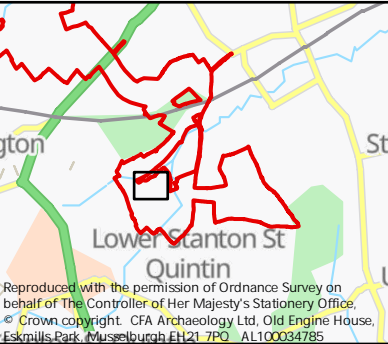 gton
St
Lower Stanton St
Quintin
U
Reproduced with the permission of Ordnance Survey on
behalf of The Controller of Her Majesty's Stationery Office,
© Crown copyright. CFA Archaeology Ltd, Old Engine House,
Eskmills Park, Musselburgh EH21 7PQ AL100034785